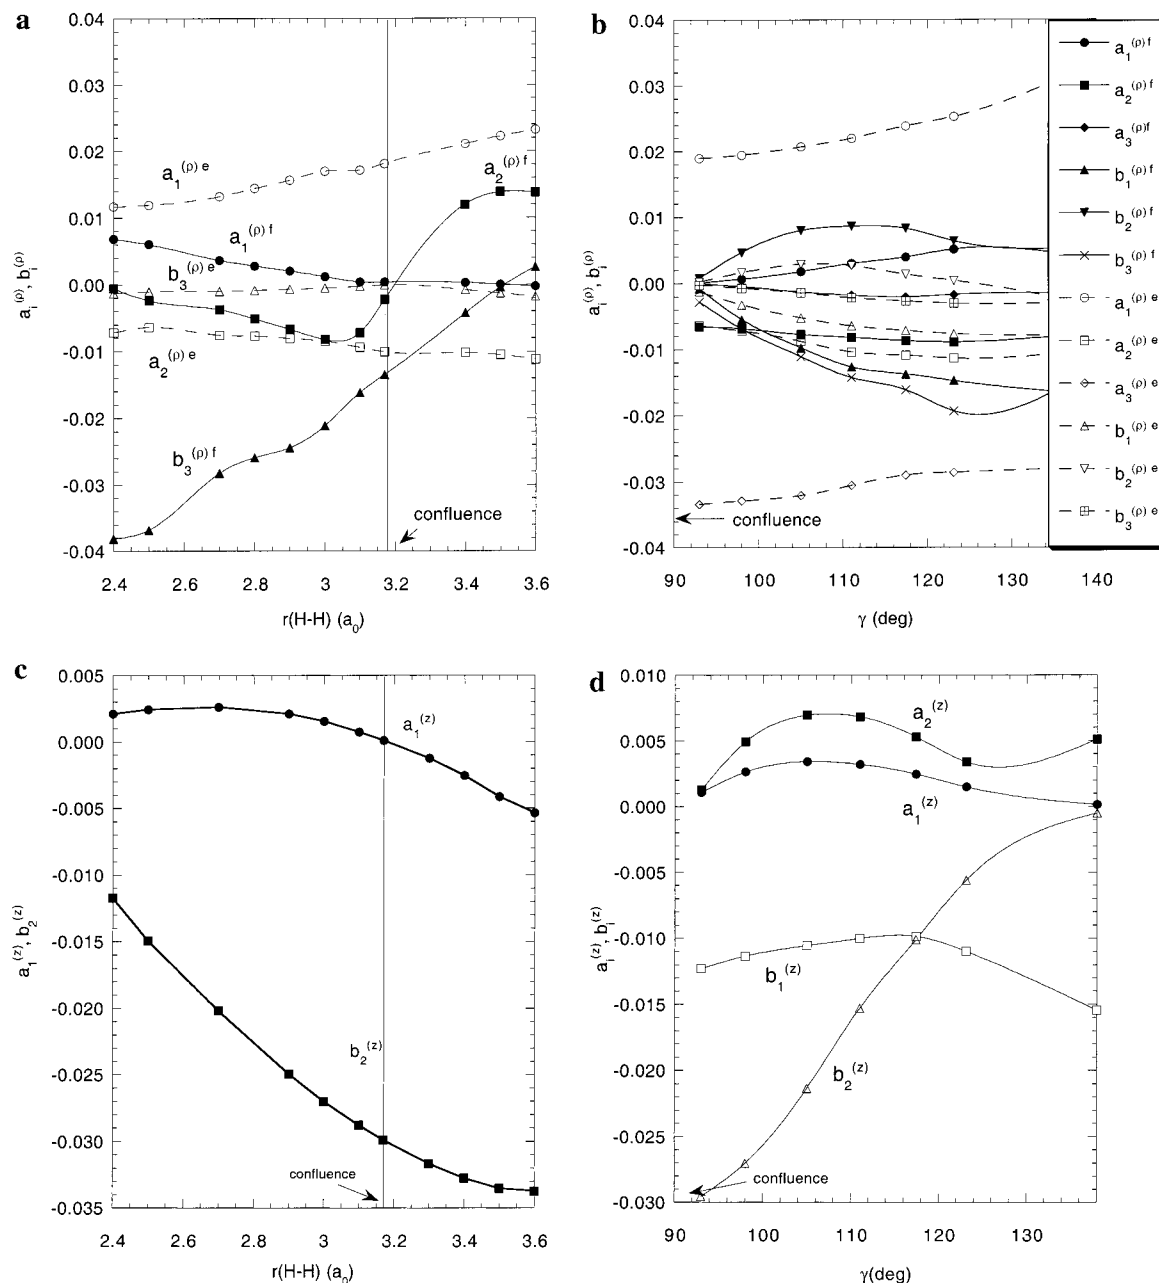 a
0.04
0.03
0.02
0.01
0.00
-0.01
-0.02
-0.03
-0.04
a_i^(ρ), b_i^(ρ)
a_1^(ρ) e
a_1^(ρ) f
b_3^(ρ) e
a_2^(ρ) e
b_3^(ρ) f
a_2^(ρ) f
confluence
2.4 2.6 2.8 3 3.2 3.4 3.6
r(H-H) (a_0)
b
0.04
0.03
0.02
0.01
0.00
-0.01
-0.02
-0.03
-0.04
a_i^(ρ), b_i^(ρ)
confluence
90 100 110 120 130 140
γ (deg)
a_1^(ρ) f
a_2^(ρ) f
a_3^(ρ)f
b_1^(ρ) f
b_2^(ρ) f
b_3^(ρ) f
a_1^(ρ) e
a_2^(ρ) e
a_3^(ρ) e
b_1^(ρ) e
b_2^(ρ) e
b_3^(ρ) e
c
0.005
0.000
-0.005
-0.010
-0.015
-0.020
-0.025
-0.030
-0.035
a_1^(z), b_2^(z)
a_1^(z)
b_2^(z)
confluence
2.4 2.6 2.8 3 3.2 3.4 3.6
r(H-H) (a_0)
d
0.010
0.005
0.000
-0.005
-0.010
-0.015
-0.020
-0.025
-0.030
a_i^(z), b_i^(z)
a_2^(z)
a_1^(z)
b_1^(z)
b_2^(z)
confluence
90 100 110 120 130
γ(deg)